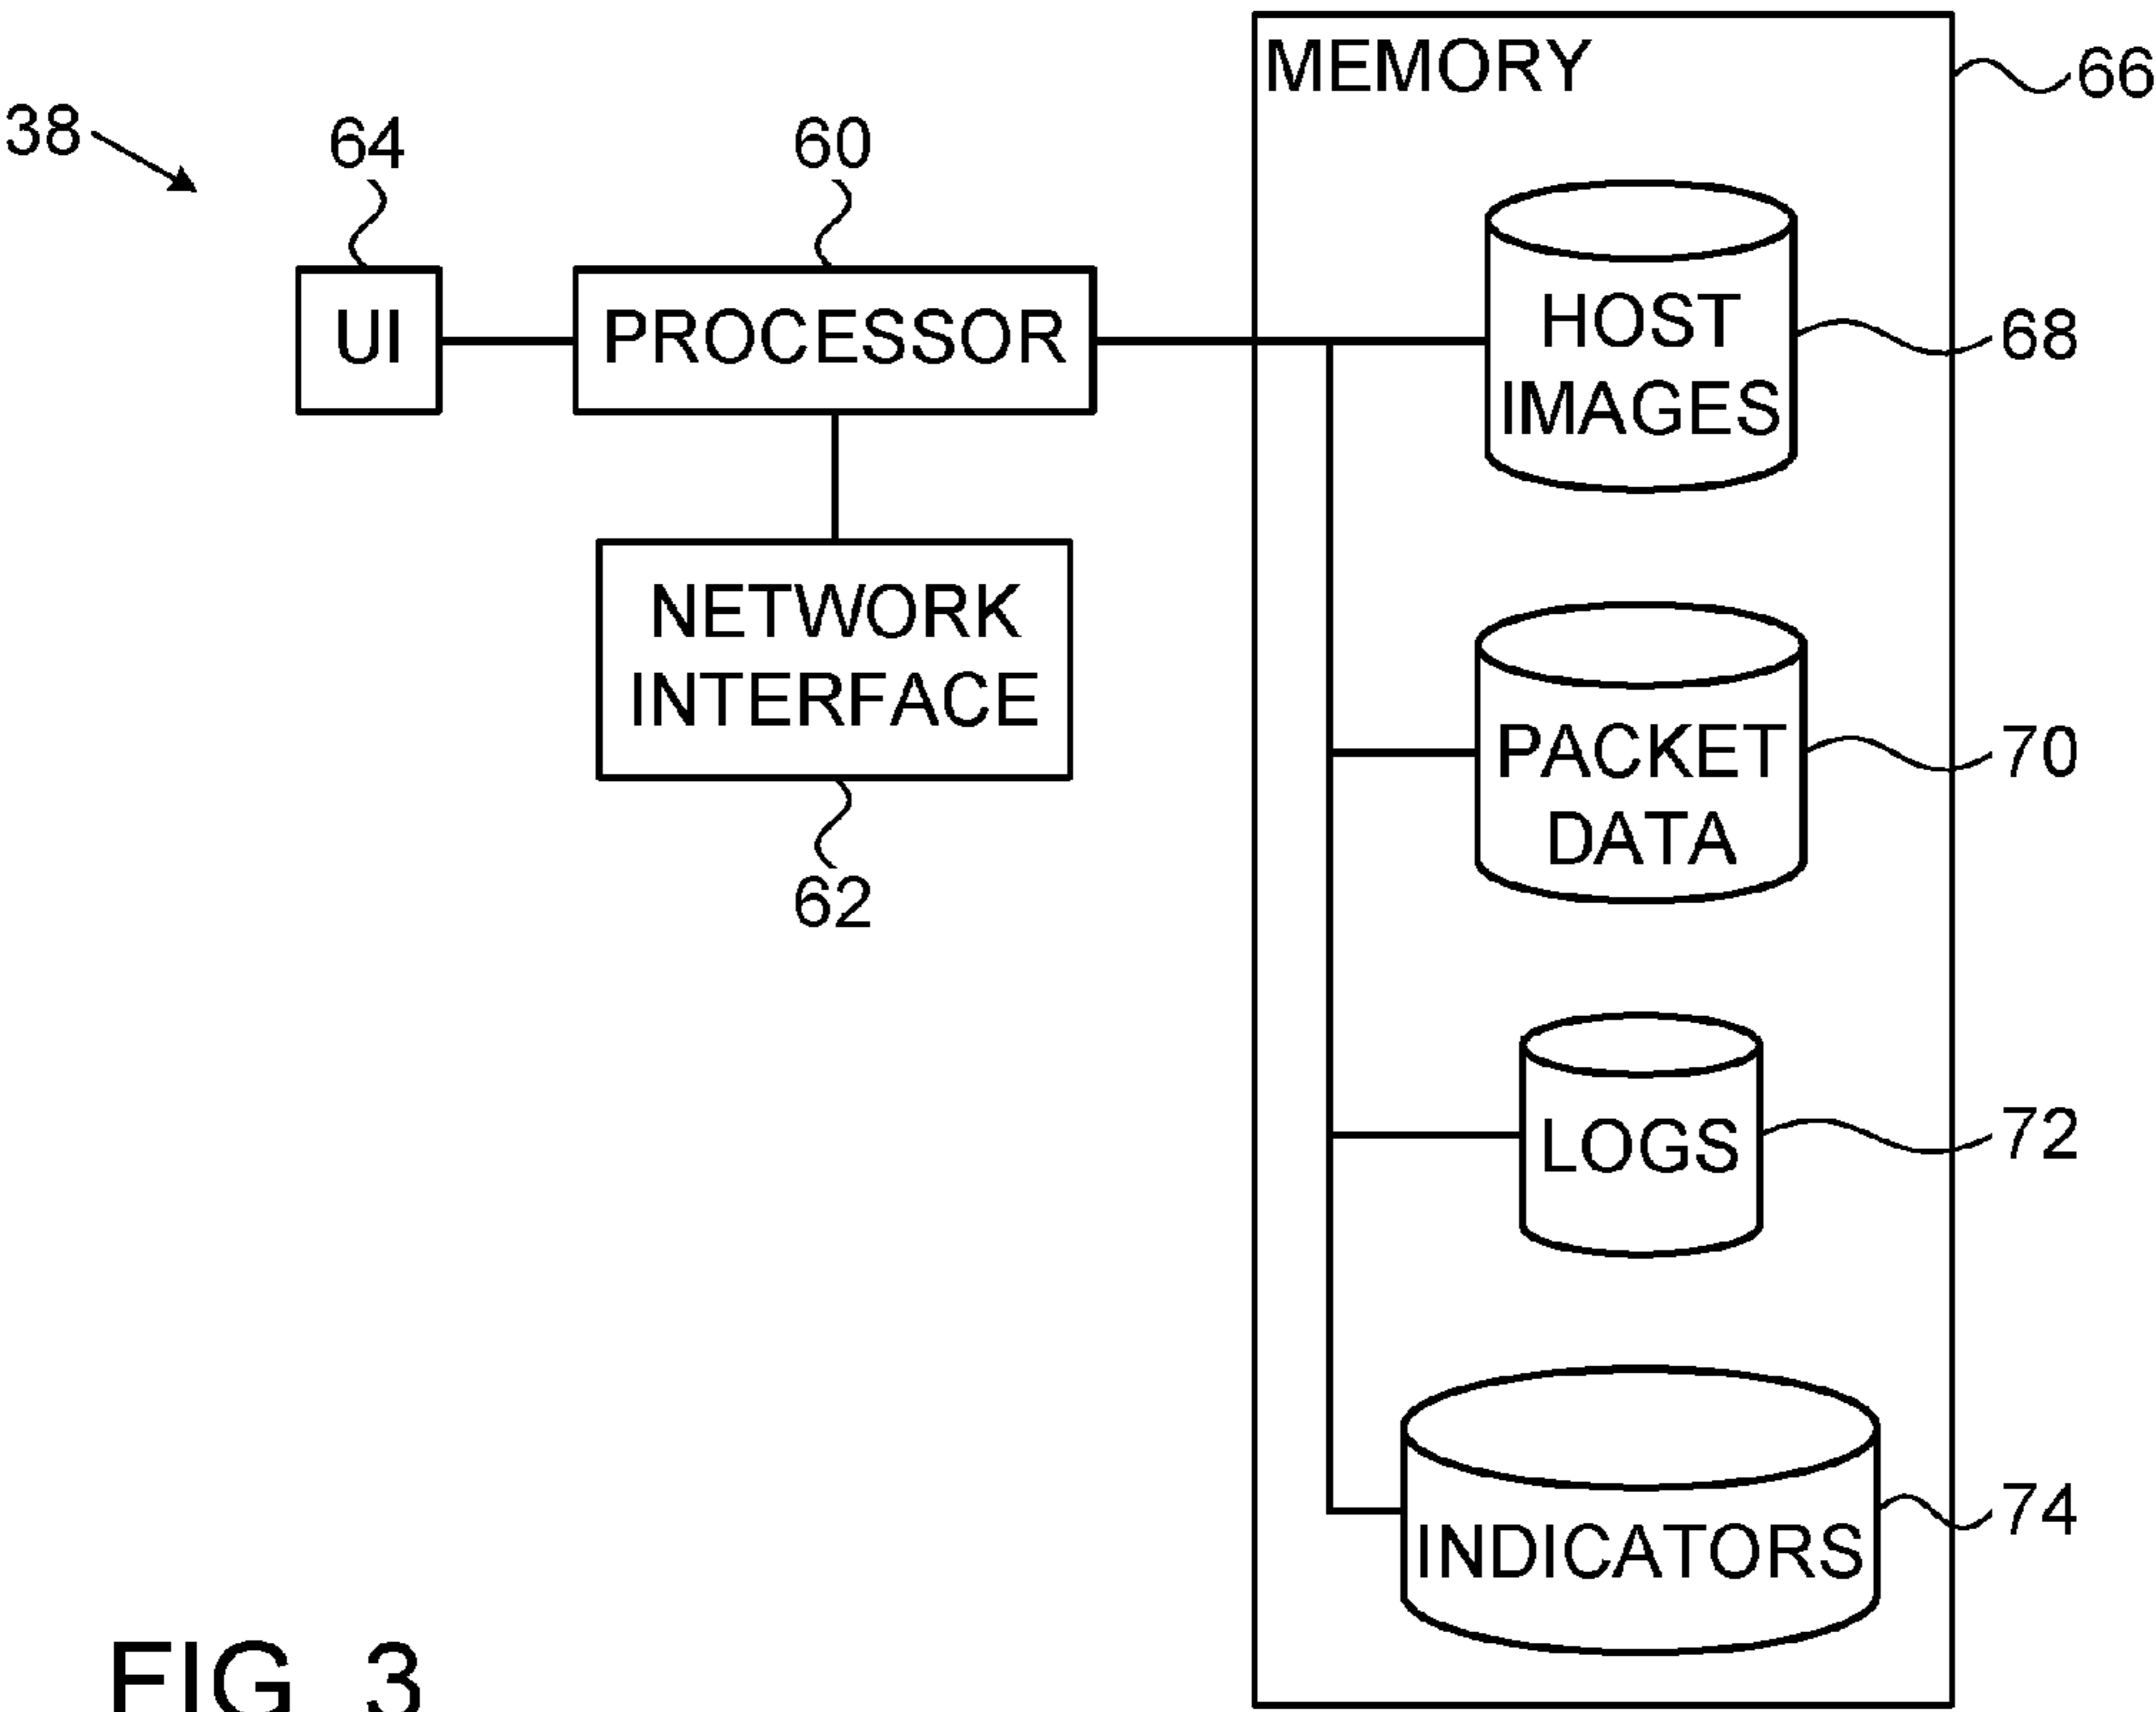 MEMORY
66
38
64
60
UI
PROCESSOR
HOST
IMAGES
68
NETWORK
INTERFACE
62
PACKET
DATA
70
LOGS
72
INDICATORS
74
FIG 3